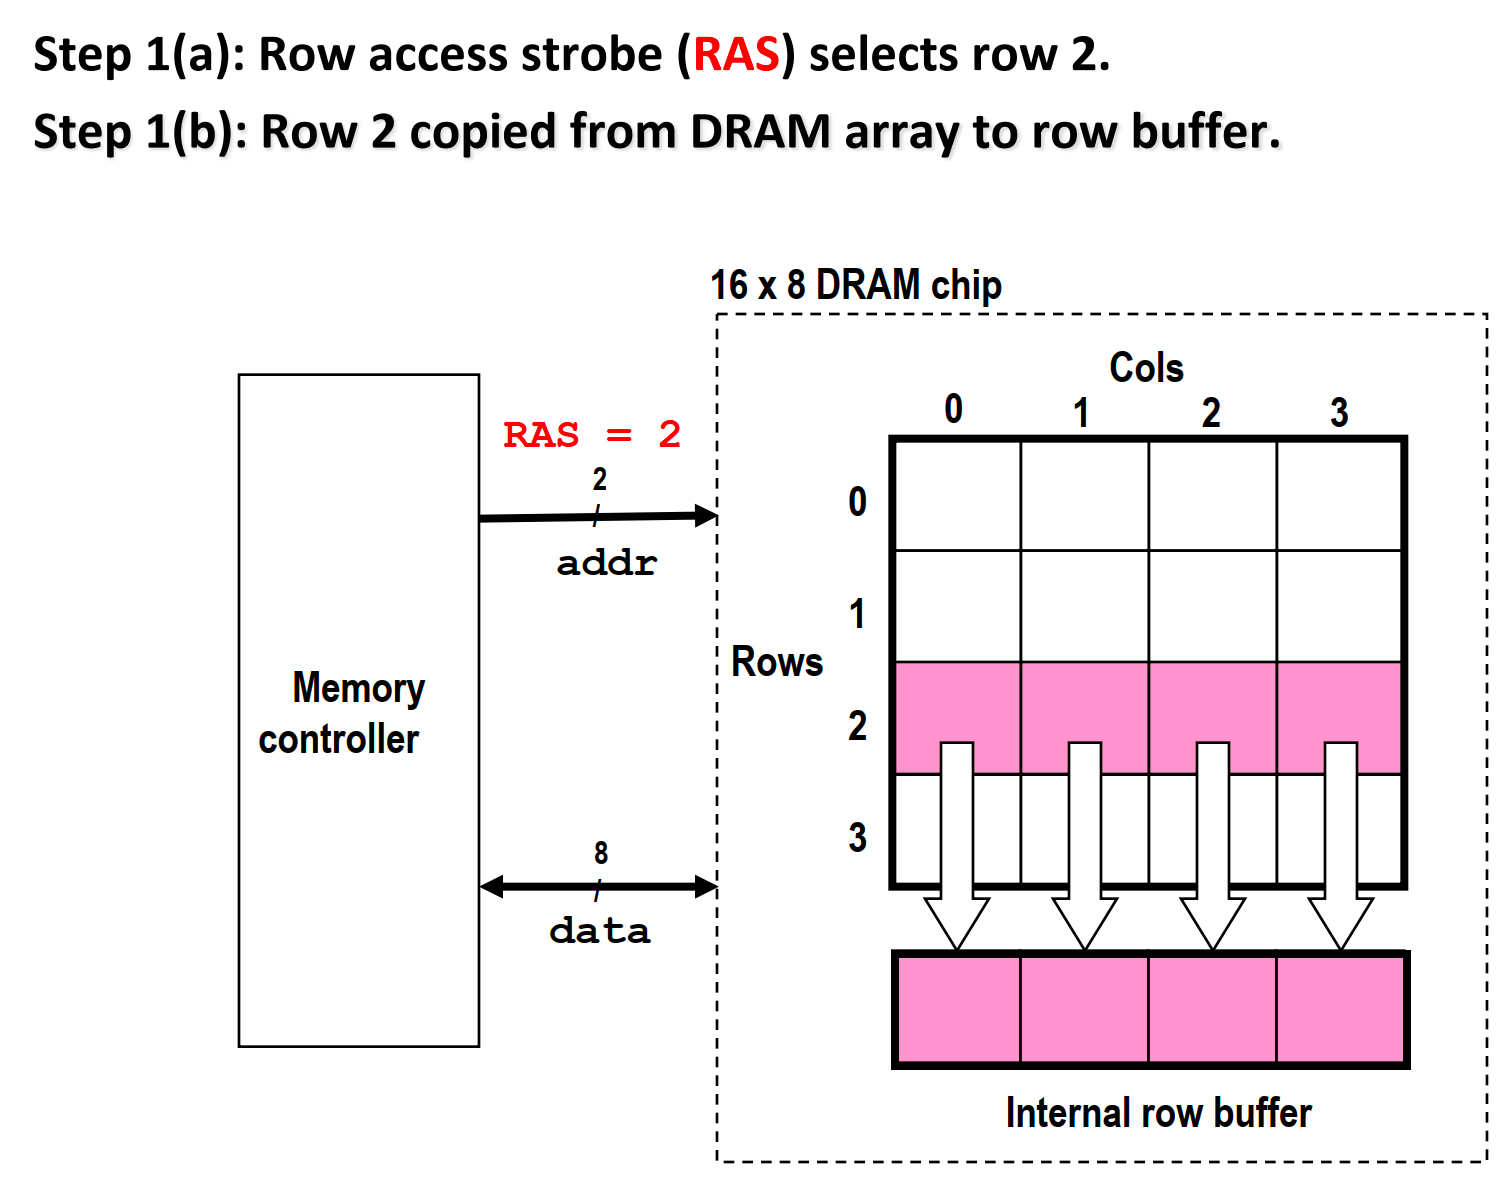 Step 1(a): Row access strobe (RAS) selects row 2.
Step 1(b): Row 2 copied from DRAM array to row buffer.
16 x 8 DRAM chip
Cols
0 1 2 3
RAS = 2
2
/
addr
0
1
Rows
2
3
Memory
controller
8
/
data
Internal row buffer